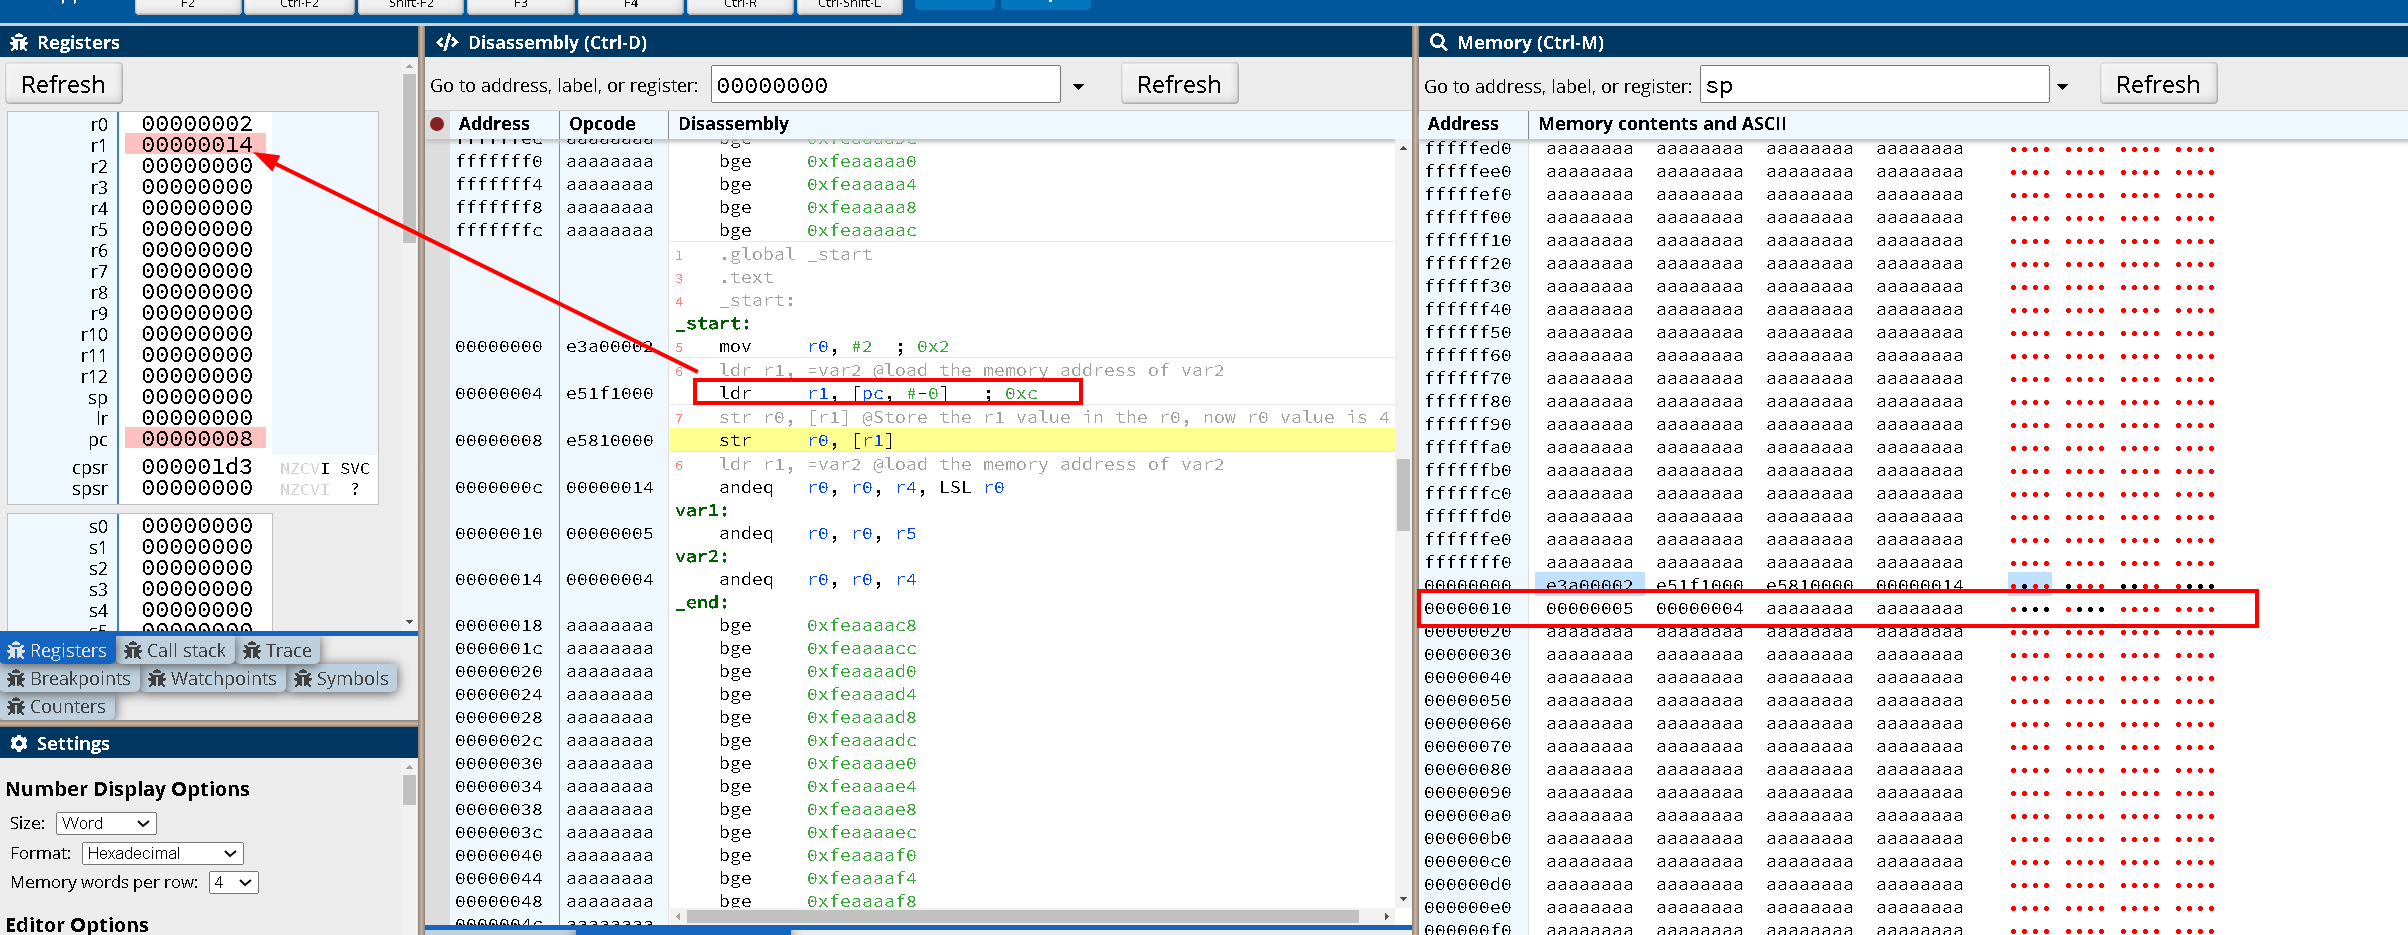 F2 Ctrl-F2 Shift-F2 F3 F4 Ctrl-R Ctrl-Shift-L
Registers
Refresh
r0 00000002
r1 00000014
r2 00000000
r3 00000000
r4 00000000
r5 00000000
r6 00000000
r7 00000000
r8 00000000
r9 00000000
r10 00000000
r11 00000000
r12 00000000
sp 00000000
lr 00000000
pc 00000008
cpsr 000001d3 NZCVI SVC
spsr 00000000 NZCVI ?
s0 00000000
s1 00000000
s2 00000000
s3 00000000
s4 00000000
s5 00000000
Registers Call stack Trace
Breakpoints Watchpoints Symbols
Counters
Settings
Number Display Options
Size: Word
Format: Hexadecimal
Memory words per row: 4
Editor Options
Disassembly (Ctrl-D)
Go to address, label, or register: 00000000 Refresh
Address Opcode Disassembly
fffffff0 aaaaaaaa bge 0xfeaaaaa0
fffffff4 aaaaaaaa bge 0xfeaaaaa4
fffffff8 aaaaaaaa bge 0xfeaaaaa8
fffffffc aaaaaaaa bge 0xfeaaaaac
1 .global _start
3 .text
4 _start:
_start:
00000000 e3a00002 5 mov r0, #2 ; 0x2
6 ldr r1, =var2 @load the memory address of var2
00000004 e51f1000 ldr r1, [pc, #-0] ; 0xc
7 str r0, [r1] @Store the r1 value in the r0, now r0 value is 4
00000008 e5810000 str r0, [r1]
6 ldr r1, =var2 @load the memory address of var2
0000000c 00000014 andeq r0, r0, r4, LSL r0
var1:
00000010 00000005 andeq r0, r0, r5
var2:
00000014 00000004 andeq r0, r0, r4
_end:
00000018 aaaaaaaa bge 0xfeaaaac8
0000001c aaaaaaaa bge 0xfeaaaacc
00000020 aaaaaaaa bge 0xfeaaaad0
00000024 aaaaaaaa bge 0xfeaaaad4
00000028 aaaaaaaa bge 0xfeaaaad8
0000002c aaaaaaaa bge 0xfeaaaadc
00000030 aaaaaaaa bge 0xfeaaaae0
00000034 aaaaaaaa bge 0xfeaaaae4
00000038 aaaaaaaa bge 0xfeaaaae8
0000003c aaaaaaaa bge 0xfeaaaaec
00000040 aaaaaaaa bge 0xfeaaaaf0
00000044 aaaaaaaa bge 0xfeaaaaf4
00000048 aaaaaaaa bge 0xfeaaaaf8
0000004c aaaaaaaa bge
Memory (Ctrl-M)
Go to address, label, or register: sp Refresh
Address Memory contents and ASCII
fffffed0 aaaaaaaa aaaaaaaa aaaaaaaa aaaaaaaa
fffffee0 aaaaaaaa aaaaaaaa aaaaaaaa aaaaaaaa
fffffef0 aaaaaaaa aaaaaaaa aaaaaaaa aaaaaaaa
ffffff00 aaaaaaaa aaaaaaaa aaaaaaaa aaaaaaaa
ffffff10 aaaaaaaa aaaaaaaa aaaaaaaa aaaaaaaa
ffffff20 aaaaaaaa aaaaaaaa aaaaaaaa aaaaaaaa
ffffff30 aaaaaaaa aaaaaaaa aaaaaaaa aaaaaaaa
ffffff40 aaaaaaaa aaaaaaaa aaaaaaaa aaaaaaaa
ffffff50 aaaaaaaa aaaaaaaa aaaaaaaa aaaaaaaa
ffffff60 aaaaaaaa aaaaaaaa aaaaaaaa aaaaaaaa
ffffff70 aaaaaaaa aaaaaaaa aaaaaaaa aaaaaaaa
ffffff80 aaaaaaaa aaaaaaaa aaaaaaaa aaaaaaaa
ffffff90 aaaaaaaa aaaaaaaa aaaaaaaa aaaaaaaa
ffffffa0 aaaaaaaa aaaaaaaa aaaaaaaa aaaaaaaa
ffffffb0 aaaaaaaa aaaaaaaa aaaaaaaa aaaaaaaa
ffffffc0 aaaaaaaa aaaaaaaa aaaaaaaa aaaaaaaa
ffffffd0 aaaaaaaa aaaaaaaa aaaaaaaa aaaaaaaa
ffffffe0 aaaaaaaa aaaaaaaa aaaaaaaa aaaaaaaa
fffffff0 aaaaaaaa aaaaaaaa aaaaaaaa aaaaaaaa
00000000 e3a00002 e51f1000 e5810000 00000014
00000010 00000005 00000004 aaaaaaaa aaaaaaaa
00000020 aaaaaaaa aaaaaaaa aaaaaaaa aaaaaaaa
00000030 aaaaaaaa aaaaaaaa aaaaaaaa aaaaaaaa
00000040 aaaaaaaa aaaaaaaa aaaaaaaa aaaaaaaa
00000050 aaaaaaaa aaaaaaaa aaaaaaaa aaaaaaaa
00000060 aaaaaaaa aaaaaaaa aaaaaaaa aaaaaaaa
00000070 aaaaaaaa aaaaaaaa aaaaaaaa aaaaaaaa
00000080 aaaaaaaa aaaaaaaa aaaaaaaa aaaaaaaa
00000090 aaaaaaaa aaaaaaaa aaaaaaaa aaaaaaaa
000000a0 aaaaaaaa aaaaaaaa aaaaaaaa aaaaaaaa
000000b0 aaaaaaaa aaaaaaaa aaaaaaaa aaaaaaaa
000000c0 aaaaaaaa aaaaaaaa aaaaaaaa aaaaaaaa
000000d0 aaaaaaaa aaaaaaaa aaaaaaaa aaaaaaaa
000000e0 aaaaaaaa aaaaaaaa aaaaaaaa aaaaaaaa
000000f0 aaaaaaaa aaaaaaaa aaaaaaaa aaaaaaaa